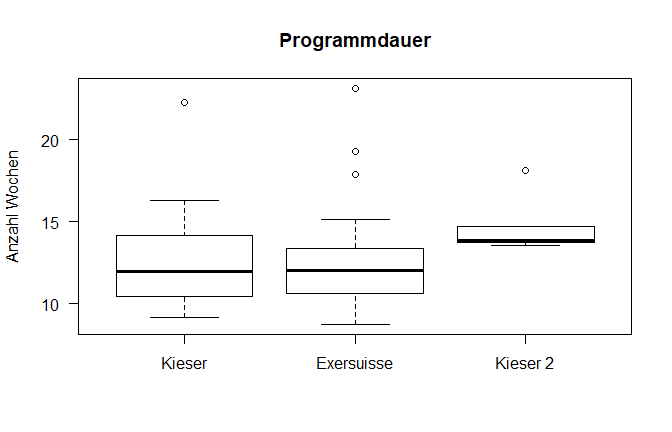 Programmdauer
Anzahl Wochen
20
15
10
Kieser
Exersuisse
Kieser 2